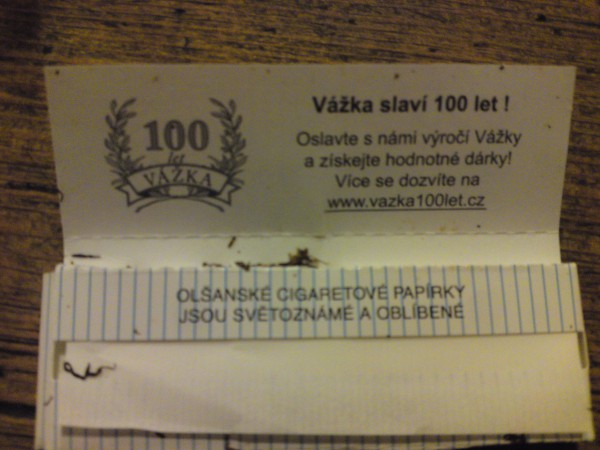 100
let
VÁŽKA
Vážka slaví 100 let !
Oslavte s námi výročí Vážky
a získejte hodnotné dárky!
Více se dozvíte na
www.vazka100let.cz
OLŠANSKÉ CIGARETOVÉ PAPÍRKY
JSOU SVĚTOZNÁMÉ A OBLÍBENÉ